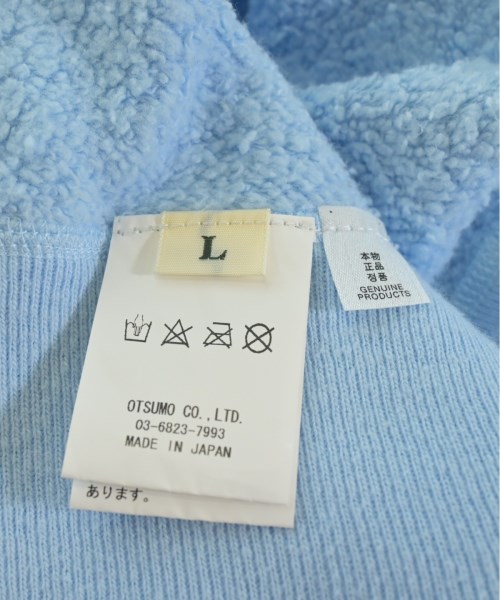 L
本物
正品
정품
GENUINE
PRODUCTS
OTSUMO CO.,LTD.
03-6823-7993
MADE IN JAPAN
あります。